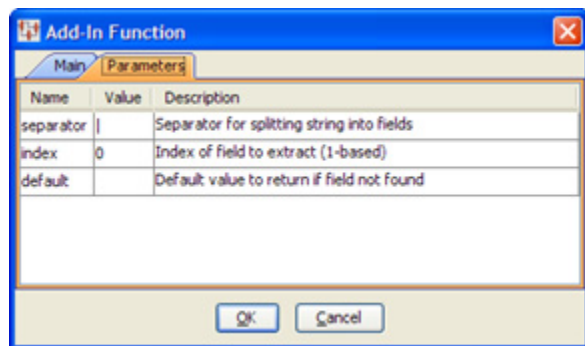 Add-In Function
Main Parameters
Name Value Description
separator | Separator for splitting string into fields
index 0 Index of field to extract (1-based)
default Default value to return if field not found
OK Cancel